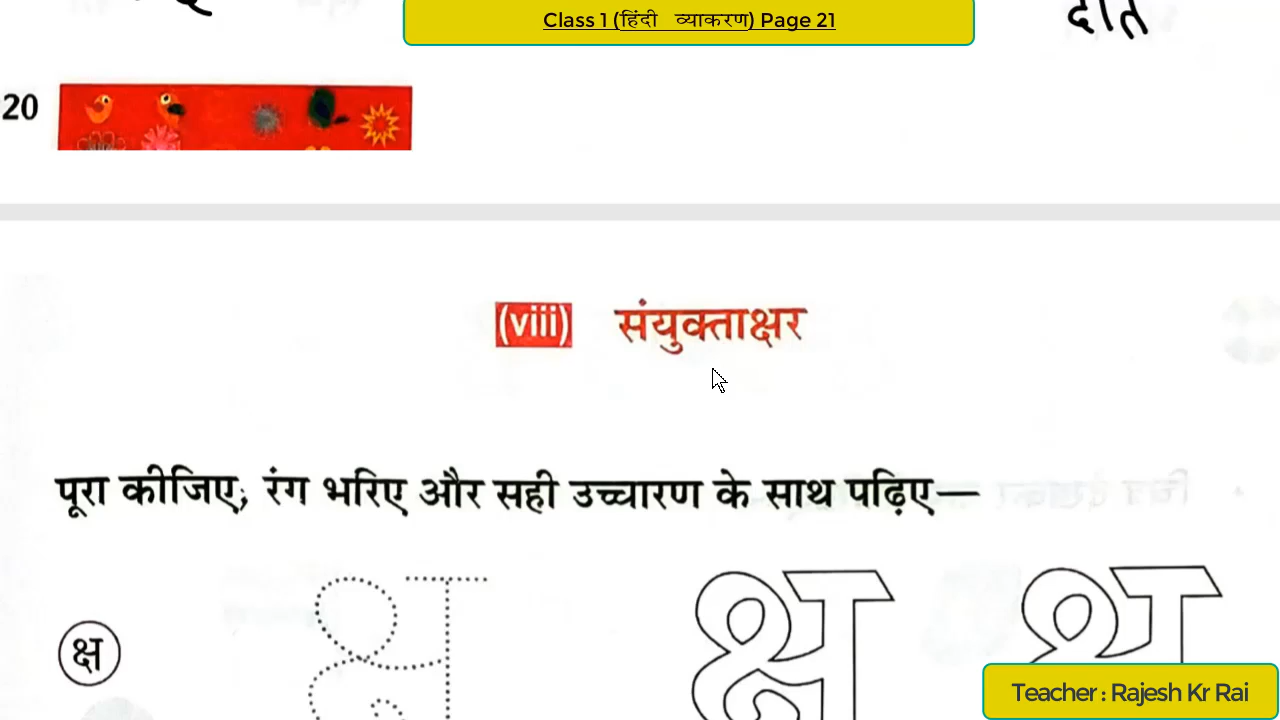 Class 1 (हिंदी व्याकरण) Page 21
दाँत
20
(viii) संयुक्ताक्षर
पूरा कीजिए, रंग भरिए और सही उच्चारण के साथ पढ़िए—
क्ष क्ष क्ष क्ष
Teacher : Rajesh Kr Rai